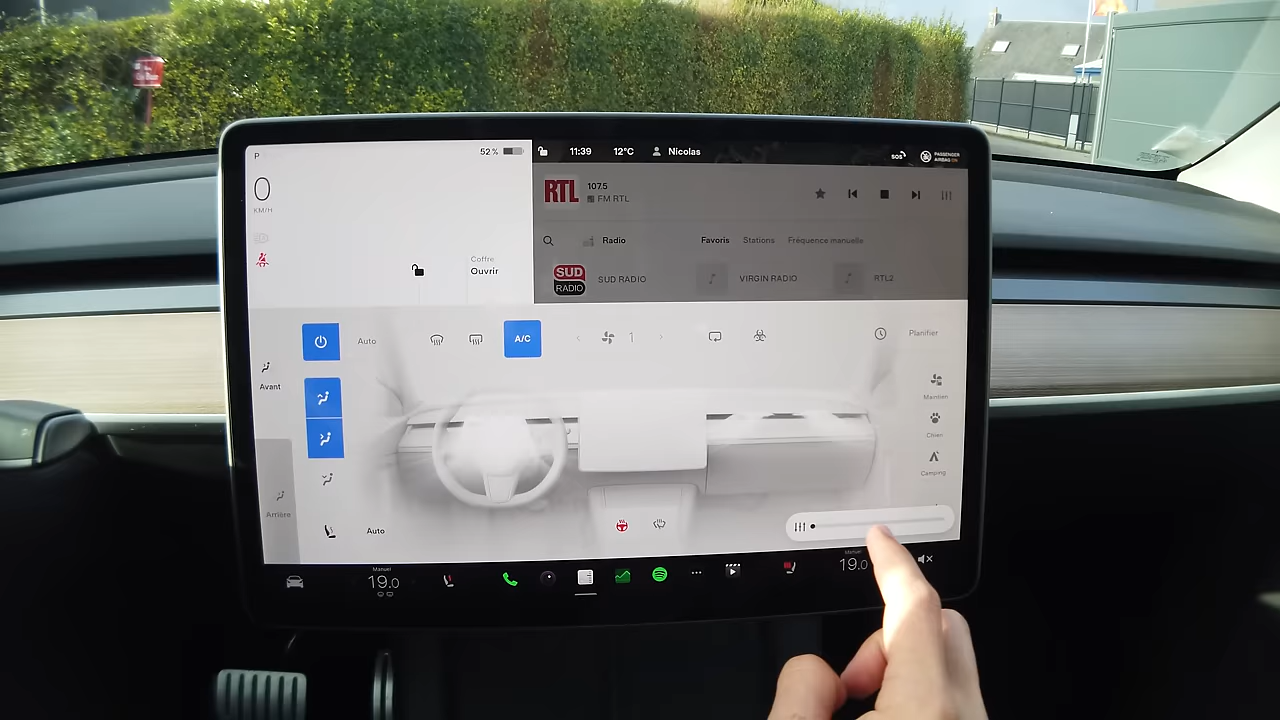 P
52 %
11:39
12°C
Nicolas
SOS
PASSENGER
AIRBAG ON
0
KM/H
RTL
107.5
FM RTL
Radio
Favoris
Stations
Fréquence manuelle
Coffre
Ouvrir
SUD
RADIO
SUD RADIO
VIRGIN RADIO
RTL2
Auto
A/C
1
Planifier
Avant
Maintien
Chien
Camping
Arrière
Auto
Manuel
19.0
Manuel
19.0